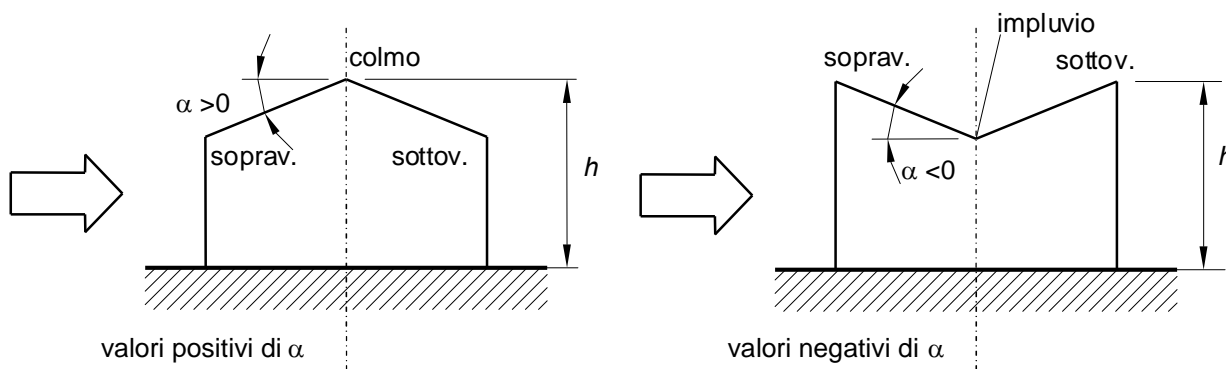 colmo
α >0
soprav.
sottov.
h
valori positivi di α
impluvio
soprav.
sottov.
α <0
h
valori negativi di α